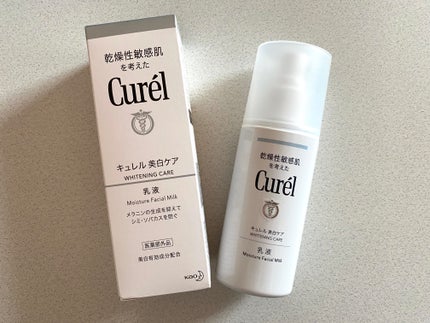 乾燥性敏感肌
を考えた
Curél
キュレル 美白ケア
WHITENING CARE
乳液
Moisture Facial Milk
メラニンの生成を抑えて
シミ・ソバカスを防ぐ
医薬部外品
美白有効成分配合
Kao
乾燥性敏感肌
を考えた
Curél
キュレル 美白ケア
WHITENING CARE
乳液
Moisture Facial Milk